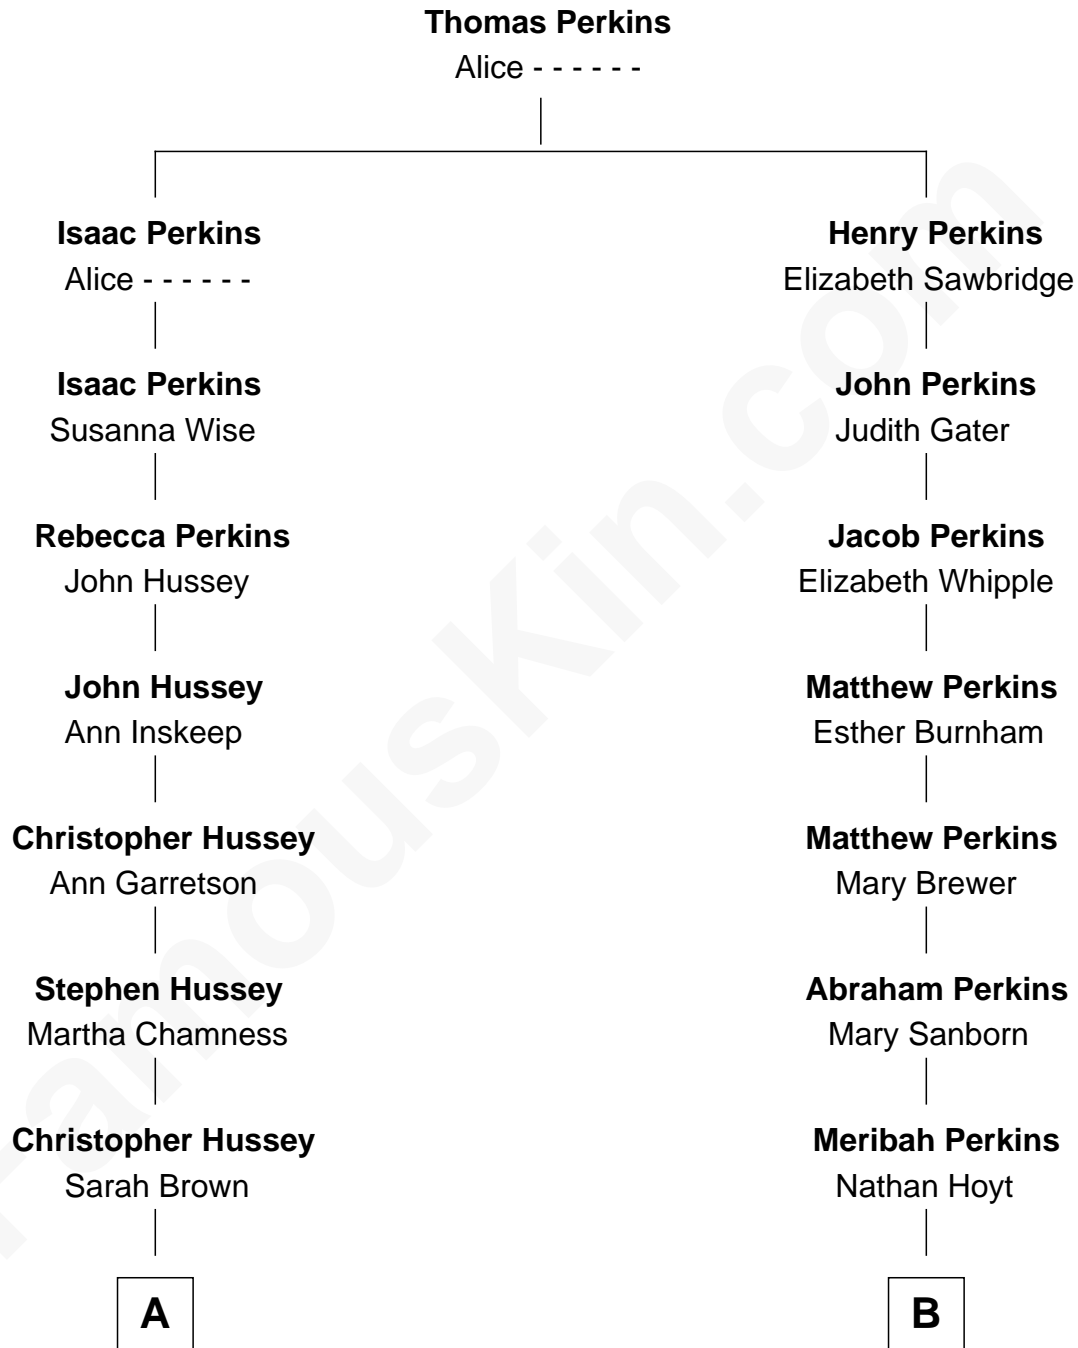 Thomas Perkins
Alice - - - - - -
Isaac Perkins
Alice - - - - - -
Henry Perkins
Elizabeth Sawbridge
Isaac Perkins
Susanna Wise
John Perkins
Judith Gater
Rebecca Perkins
John Hussey
Jacob Perkins
Elizabeth Whipple
John Hussey
Ann Inskeep
Matthew Perkins
Esther Burnham
Christopher Hussey
Ann Garretson
Matthew Perkins
Mary Brewer
Stephen Hussey
Martha Chamness
Abraham Perkins
Mary Sanborn
Christopher Hussey
Sarah Brown
Meribah Perkins
Nathan Hoyt
A
B
FamousKin.com